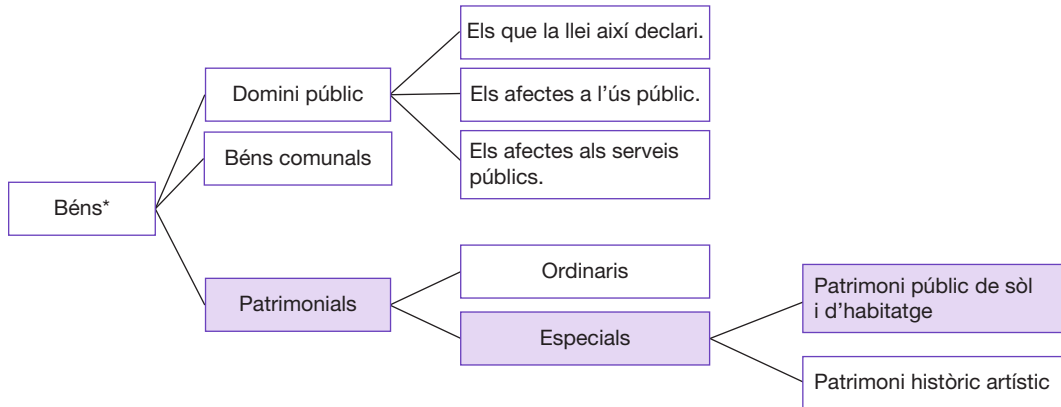 Els que la llei així declari.
Domini públic
Els afectes a l'ús públic.
Béns comunals
Els afectes als serveis
públics.
Béns*
Ordinaris
Patrimonials
Patrimoni públic de sòl
i d'habitatge
Especials
Patrimoni històric artístic